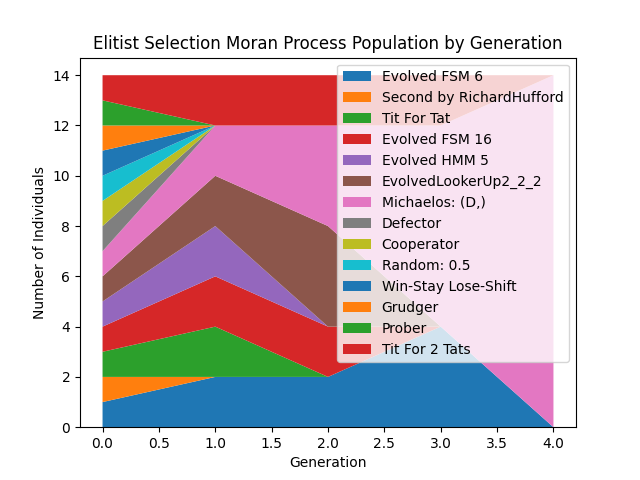 Elitist Selection Moran Process Population by Generation
Evolved FSM 6
Second by RichardHufford
Tit For Tat
Evolved FSM 16
Evolved HMM 5
EvolvedLookerUp2_2_2
Michaelos: (D,)
Defector
Cooperator
Random: 0.5
Win-Stay Lose-Shift
Grudger
Prober
Tit For 2 Tats
Number of Individuals
14
12
10
8
6
4
2
0
0.0 0.5 1.0 1.5 2.0 2.5 3.0 3.5 4.0
Generation